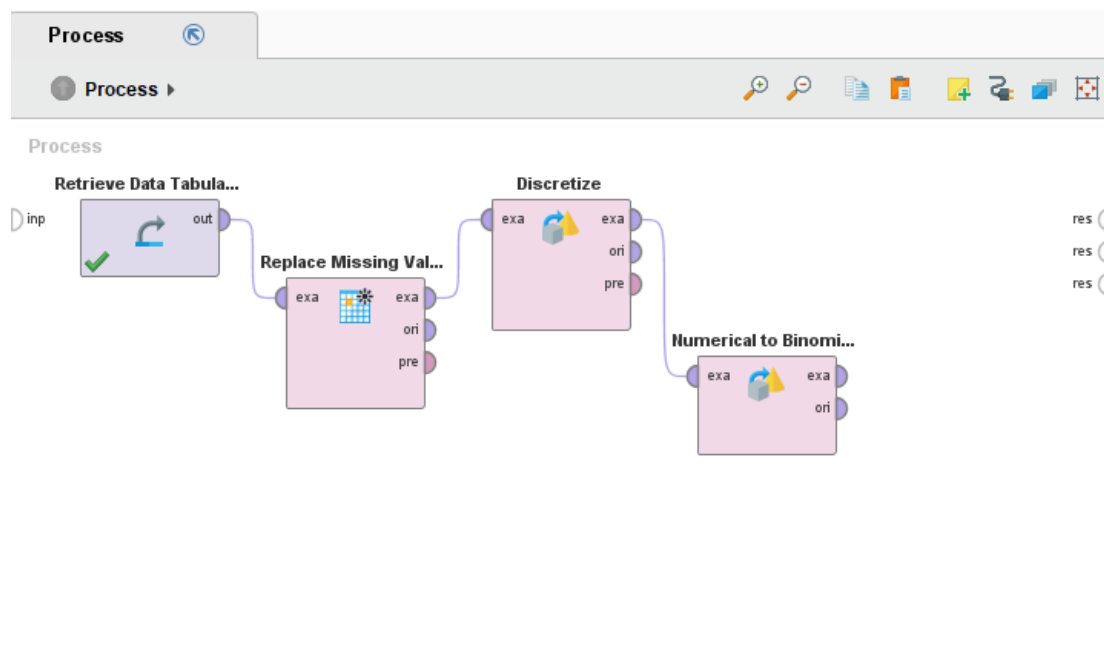 Process
Process
Process
Retrieve Data Tabula...
inp
out
Replace Missing Val...
exa
exa
ori
pre
Discretize
exa
exa
ori
pre
Numerical to Binomi...
exa
exa
ori
res
res
res